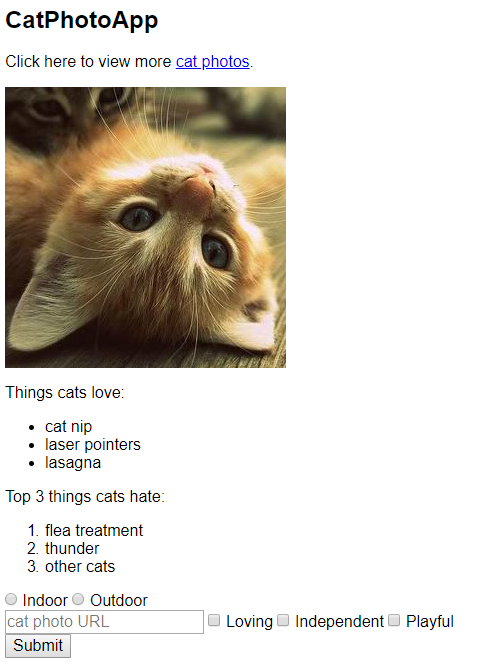 CatPhotoApp
Click here to view more cat photos.
Things cats love:
cat nip
laser pointers
lasagna
Top 3 things cats hate:
1. flea treatment
2. thunder
3. other cats
Indoor Outdoor
cat photo URL Loving Independent Playful
Submit